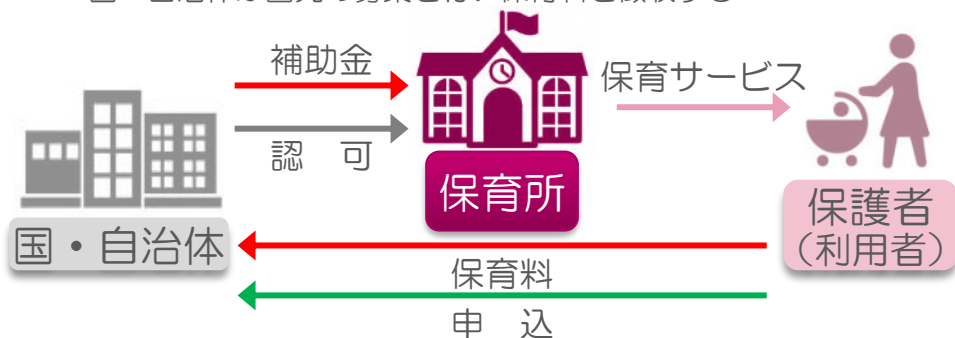 補助金
認 可
保育サービス
保育所
国・自治体
保護者
（利用者）
保育料
申 込